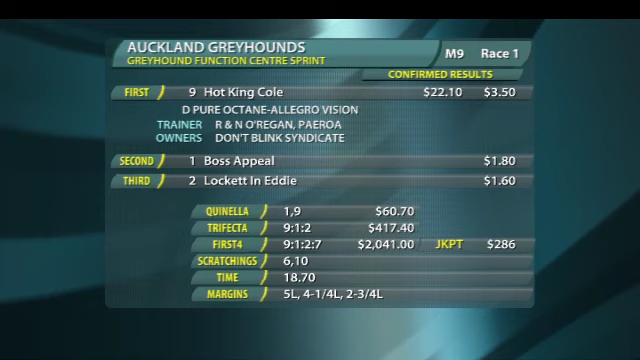 AUCKLAND GREYHOUNDS M9 Race 1
GREYHOUND FUNCTION CENTRE SPRINT
CONFIRMED RESULTS
FIRST 9 Hot King Cole $22.10 $3.50
D PURE OCTANE-ALLEGRO VISION
TRAINER R & N O'REGAN, PAEROA
OWNERS DON'T BLINK SYNDICATE
SECOND 1 Boss Appeal $1.80
THIRD 2 Lockett In Eddie $1.60
QUINELLA 1,9 $60.70
TRIFECTA 9:1:2 $417.40
FIRST4 9:1:2:7 $2,041.00 JKPT $286
SCRATCHINGS 6,10
TIME 18.70
MARGINS 5L, 4-1/4L, 2-3/4L